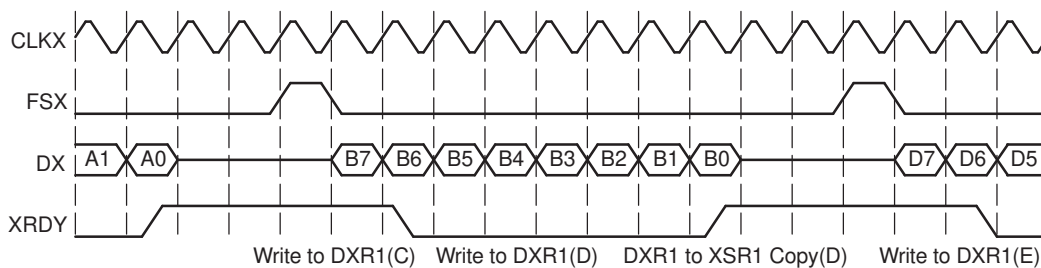 CLKX
FSX
DX A1 A0 B7 B6 B5 B4 B3 B2 B1 B0 D7 D6 D5
XRDY
Write to DXR1(C) Write to DXR1(D) DXR1 to XSR1 Copy(D) Write to DXR1(E)